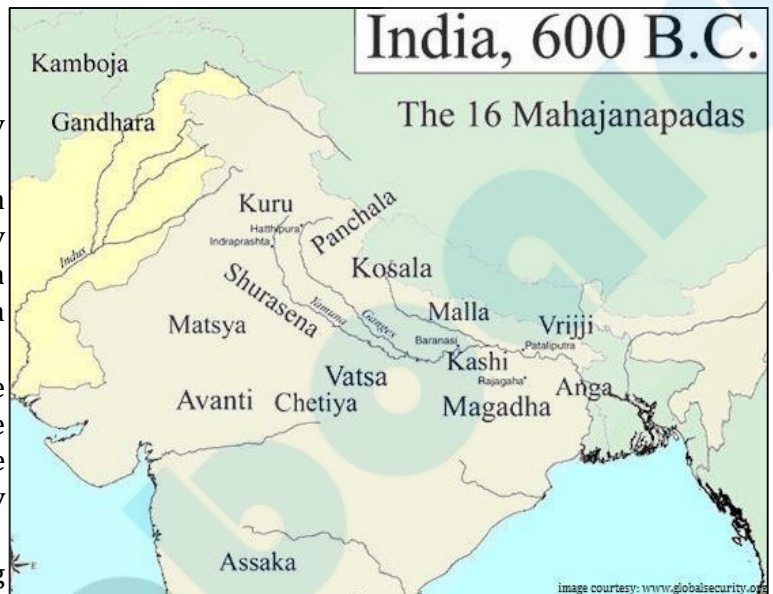 India, 600 B.C.
The 16 Mahajanapadas
Kamboja
Gandhara
Kuru
Hatthipura
Indraprashta
Panchala
Indus
Kosala
Shurasena
Yamuna
Ganges
Malla
Vrijji
Matsya
Baranasi
Pataliputra
Kashi
Vatsa
Rajagaha
Anga
Avanti
Chetiya
Magadha
Assaka
E
image courtesy: www.globalsecurity.org